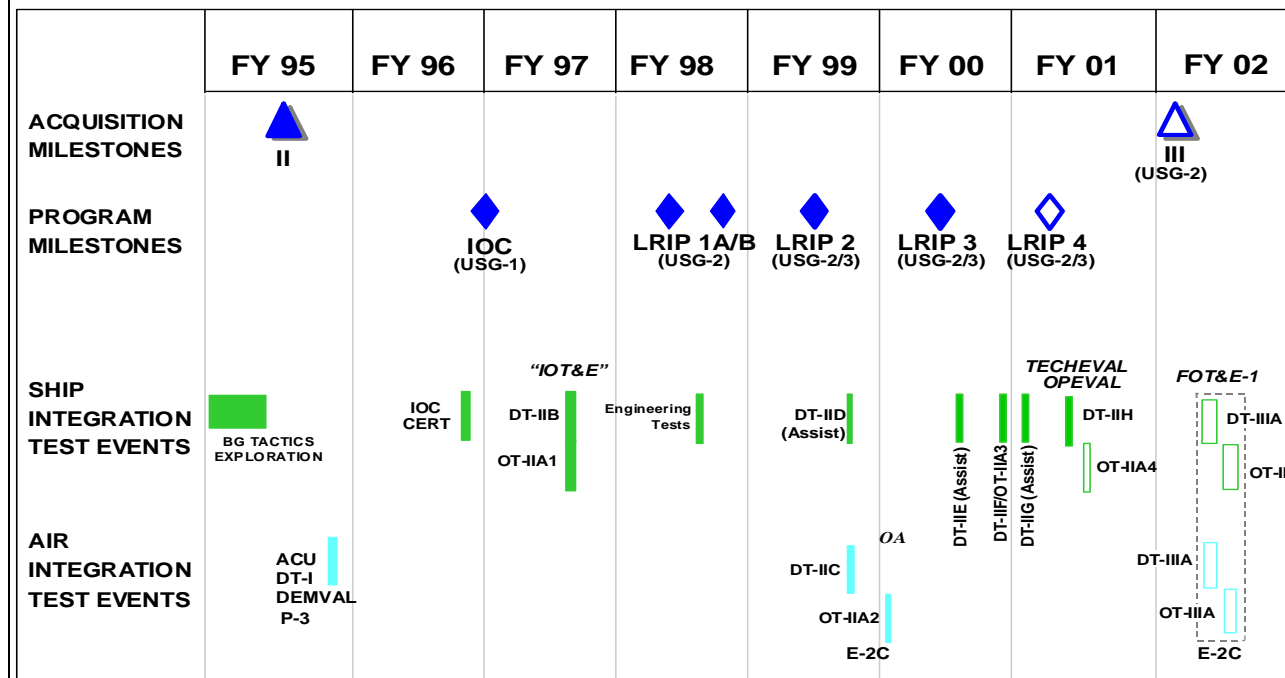 FY 95 FY 96 FY 97 FY 98 FY 99 FY 00 FY 01 FY 02
ACQUISITION
MILESTONES
II
III
(USG-2)
PROGRAM
MILESTONES
IOC
(USG-1)
LRIP 1A/B
(USG-2)
LRIP 2
(USG-2/3)
LRIP 3
(USG-2/3)
LRIP 4
(USG-2/3)
SHIP
INTEGRATION
TEST EVENTS
BG TACTICS
EXPLORATION
IOC
CERT
“IOT&E”
DT-IIB
OT-IIA1
Engineering
Tests
DT-IID
(Assist)
DT-IIE (Assist)
DT-IIF/OT-IIA3
DT-IIG (Assist)
TECHEVAL
OPEVAL
DT-IIH
OT-IIA4
FOT&E-1
DT-IIIA
AIR
INTEGRATION
TEST EVENTS
ACU
DT-I
DEMVAL
P-3
DT-IIC
OA
OT-IIA2
E-2C
DT-IIIA
OT-IIIA
E-2C